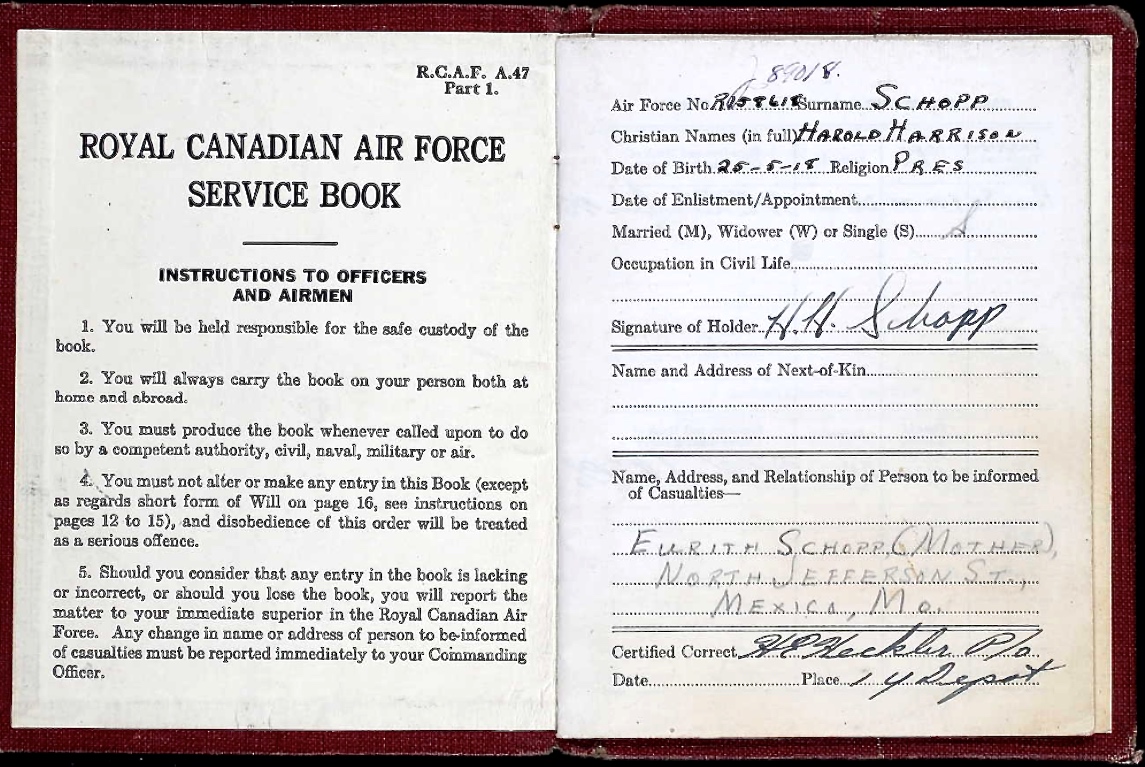 R.C.A.F. A.47
Part 1.
ROYAL CANADIAN AIR FORCE
SERVICE BOOK
INSTRUCTIONS TO OFFICERS
AND AIRMEN
1. You will be held responsible for the safe custody of the
book.
2. You will always carry the book on your person both at
home and abroad.
3. You must produce the book whenever called upon to do
so by a competent authority, civil, naval, military or air.
4. You must not alter or make any entry in this Book (except
as regards short form of Will on page 16, see instructions on
pages 12 to 15), and disobedience of this order will be treated
as a serious offence.
5. Should you consider that any entry in the book is lacking
or incorrect, or should you lose the book, you will report the
matter to your immediate superior in the Royal Canadian Air
Force. Any change in name or address of person to be informed
of casualties must be reported immediately to your Commanding
Officer.
Air Force No. Surname SCHOPP
Christian Names (in full) HAROLD HARRISON
Date of Birth 25-5-18 Religion PRES
Date of Enlistment/Appointment
Married (M), Widower (W) or Single (S) S
Occupation in Civil Life
Signature of Holder H.H. Schopp
Name and Address of Next-of-Kin
Name, Address, and Relationship of Person to be informed
of Casualties—
EURITH SCHOPP (MOTHER),
NORTH JEFFERSON ST.,
MEXICO, MO.
Certified Correct Heckler P/O
Date Place 1 Y Depot